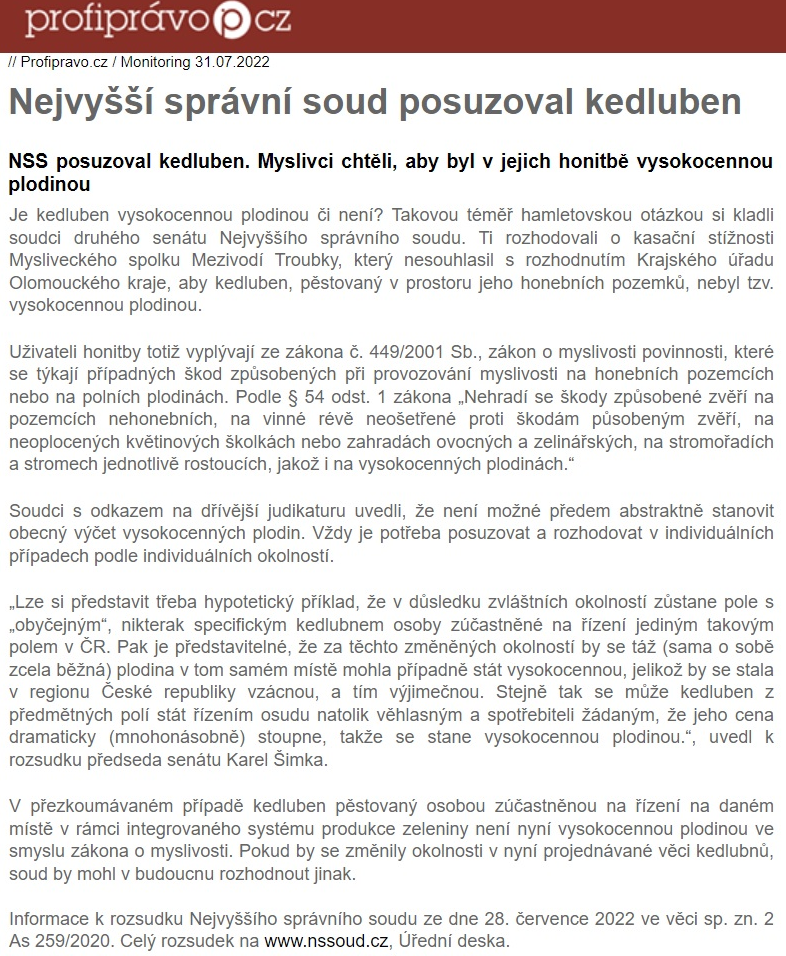 profiprávo p cz
// Profipravo.cz / Monitoring 31.07.2022
Nejvyšší správní soud posuzoval kedluben
NSS posuzoval kedluben. Myslivci chtěli, aby byl v jejich honitbě vysokocennou
plodinou
Je kedluben vysokocennou plodinou či není? Takovou téměř hamletovskou otázkou si kladli
soudci druhého senátu Nejvyššího správního soudu. Ti rozhodovali o kasační stížnosti
Mysliveckého spolku Mezivodí Troubky, který nesouhlasil s rozhodnutím Krajského úřadu
Olomouckého kraje, aby kedluben, pěstovaný v prostoru jeho honebních pozemků, nebyl tzv.
vysokocennou plodinou.
Uživateli honitby totiž vyplývají ze zákona č. 449/2001 Sb., zákon o myslivosti povinnosti, které
se týkají případných škod způsobených při provozování myslivosti na honebních pozemcích
nebo na polních plodinách. Podle § 54 odst. 1 zákona „Nehradí se škody způsobené zvěří na
pozemcích nehonebních, na vinné révě neošetřené proti škodám působeným zvěří, na
neoplocených květinových školkách nebo zahradách ovocných a zelinářských, na stromořadích
a stromech jednotlivě rostoucích, jakož i na vysokocenných plodinách.“
Soudci s odkazem na dřívější judikaturu uvedli, že není možné předem abstraktně stanovit
obecný výčet vysokocenných plodin. Vždy je potřeba posuzovat a rozhodovat v individuálních
případech podle individuálních okolností.
„Lze si představit třeba hypotetický příklad, že v důsledku zvláštních okolností zůstane pole s
„obyčejným“, nikterak specifickým kedlubnem osoby zúčastněné na řízení jediným takovým
polem v ČR. Pak je představitelné, že za těchto změněných okolností by se táž (sama o sobě
zcela běžná) plodina v tom samém místě mohla případně stát vysokocennou, jelikož by se stala
v regionu České republiky vzácnou, a tím výjimečnou. Stejně tak se může kedluben z
předmětných polí stát řízením osudu natolik věhlasným a spotřebiteli žádaným, že jeho cena
dramaticky (mnohonásobně) stoupne, takže se stane vysokocennou plodinou.“, uvedl k
rozsudku předseda senátu Karel Šimka.
V přezkoumávaném případě kedluben pěstovaný osobou zúčastněnou na řízení na daném
místě v rámci integrovaného systému produkce zeleniny není nyní vysokocennou plodinou ve
smyslu zákona o myslivosti. Pokud by se změnily okolnosti v nyní projednávané věci kedlubnů,
soud by mohl v budoucnu rozhodnout jinak.
Informace k rozsudku Nejvyššího správního soudu ze dne 28. července 2022 ve věci sp. zn. 2
As 259/2020. Celý rozsudek na www.nssoud.cz, Úřední deska.